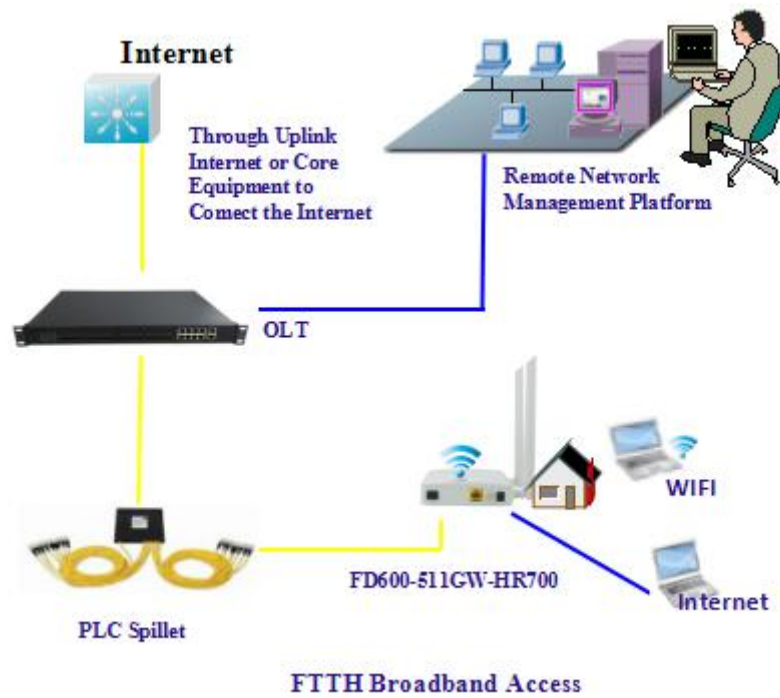 Internet
Through Uplink
Internet or Core
Equipment to
Comect the Internet
Remote Network
Management Platform
OLT
WIFI
FD600-511GW-HR700
Internet
PLC Spillet
FTTH Broadband Access